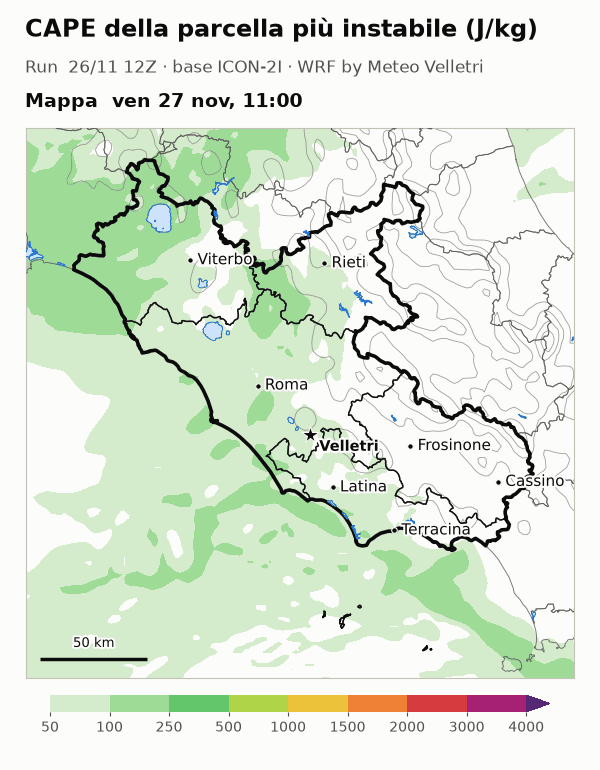 CAPE della parcella più instabile (J/kg)
Run  26/11 12Z · base ICON-2I · WRF by Meteo Velletri
Mappa  ven 27 nov, 11:00
Viterbo
Rieti
Roma
Velletri
Frosinone
Latina
Cassino
Terracina
50 km
50 100 250 500 1000 1500 2000 3000 4000